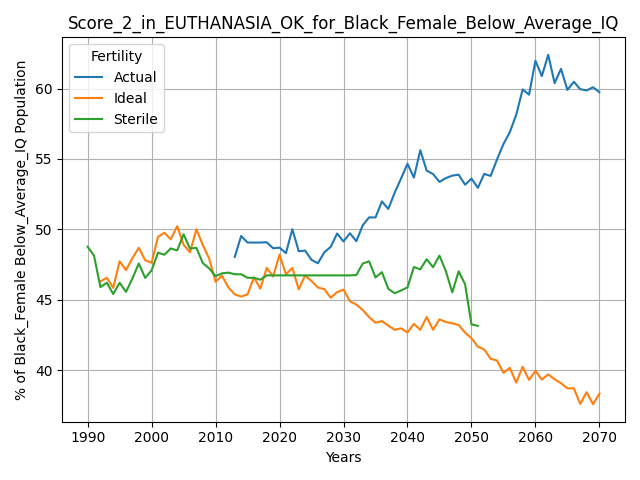 Score_2_in_EUTHANASIA_OK_for_Black_Female_Below_Average_IQ
% of Black_Female Below_Average_IQ Population
60
55
50
45
40
Fertility
Actual
Ideal
Sterile
1990 2000 2010 2020 2030 2040 2050 2060 2070
Years